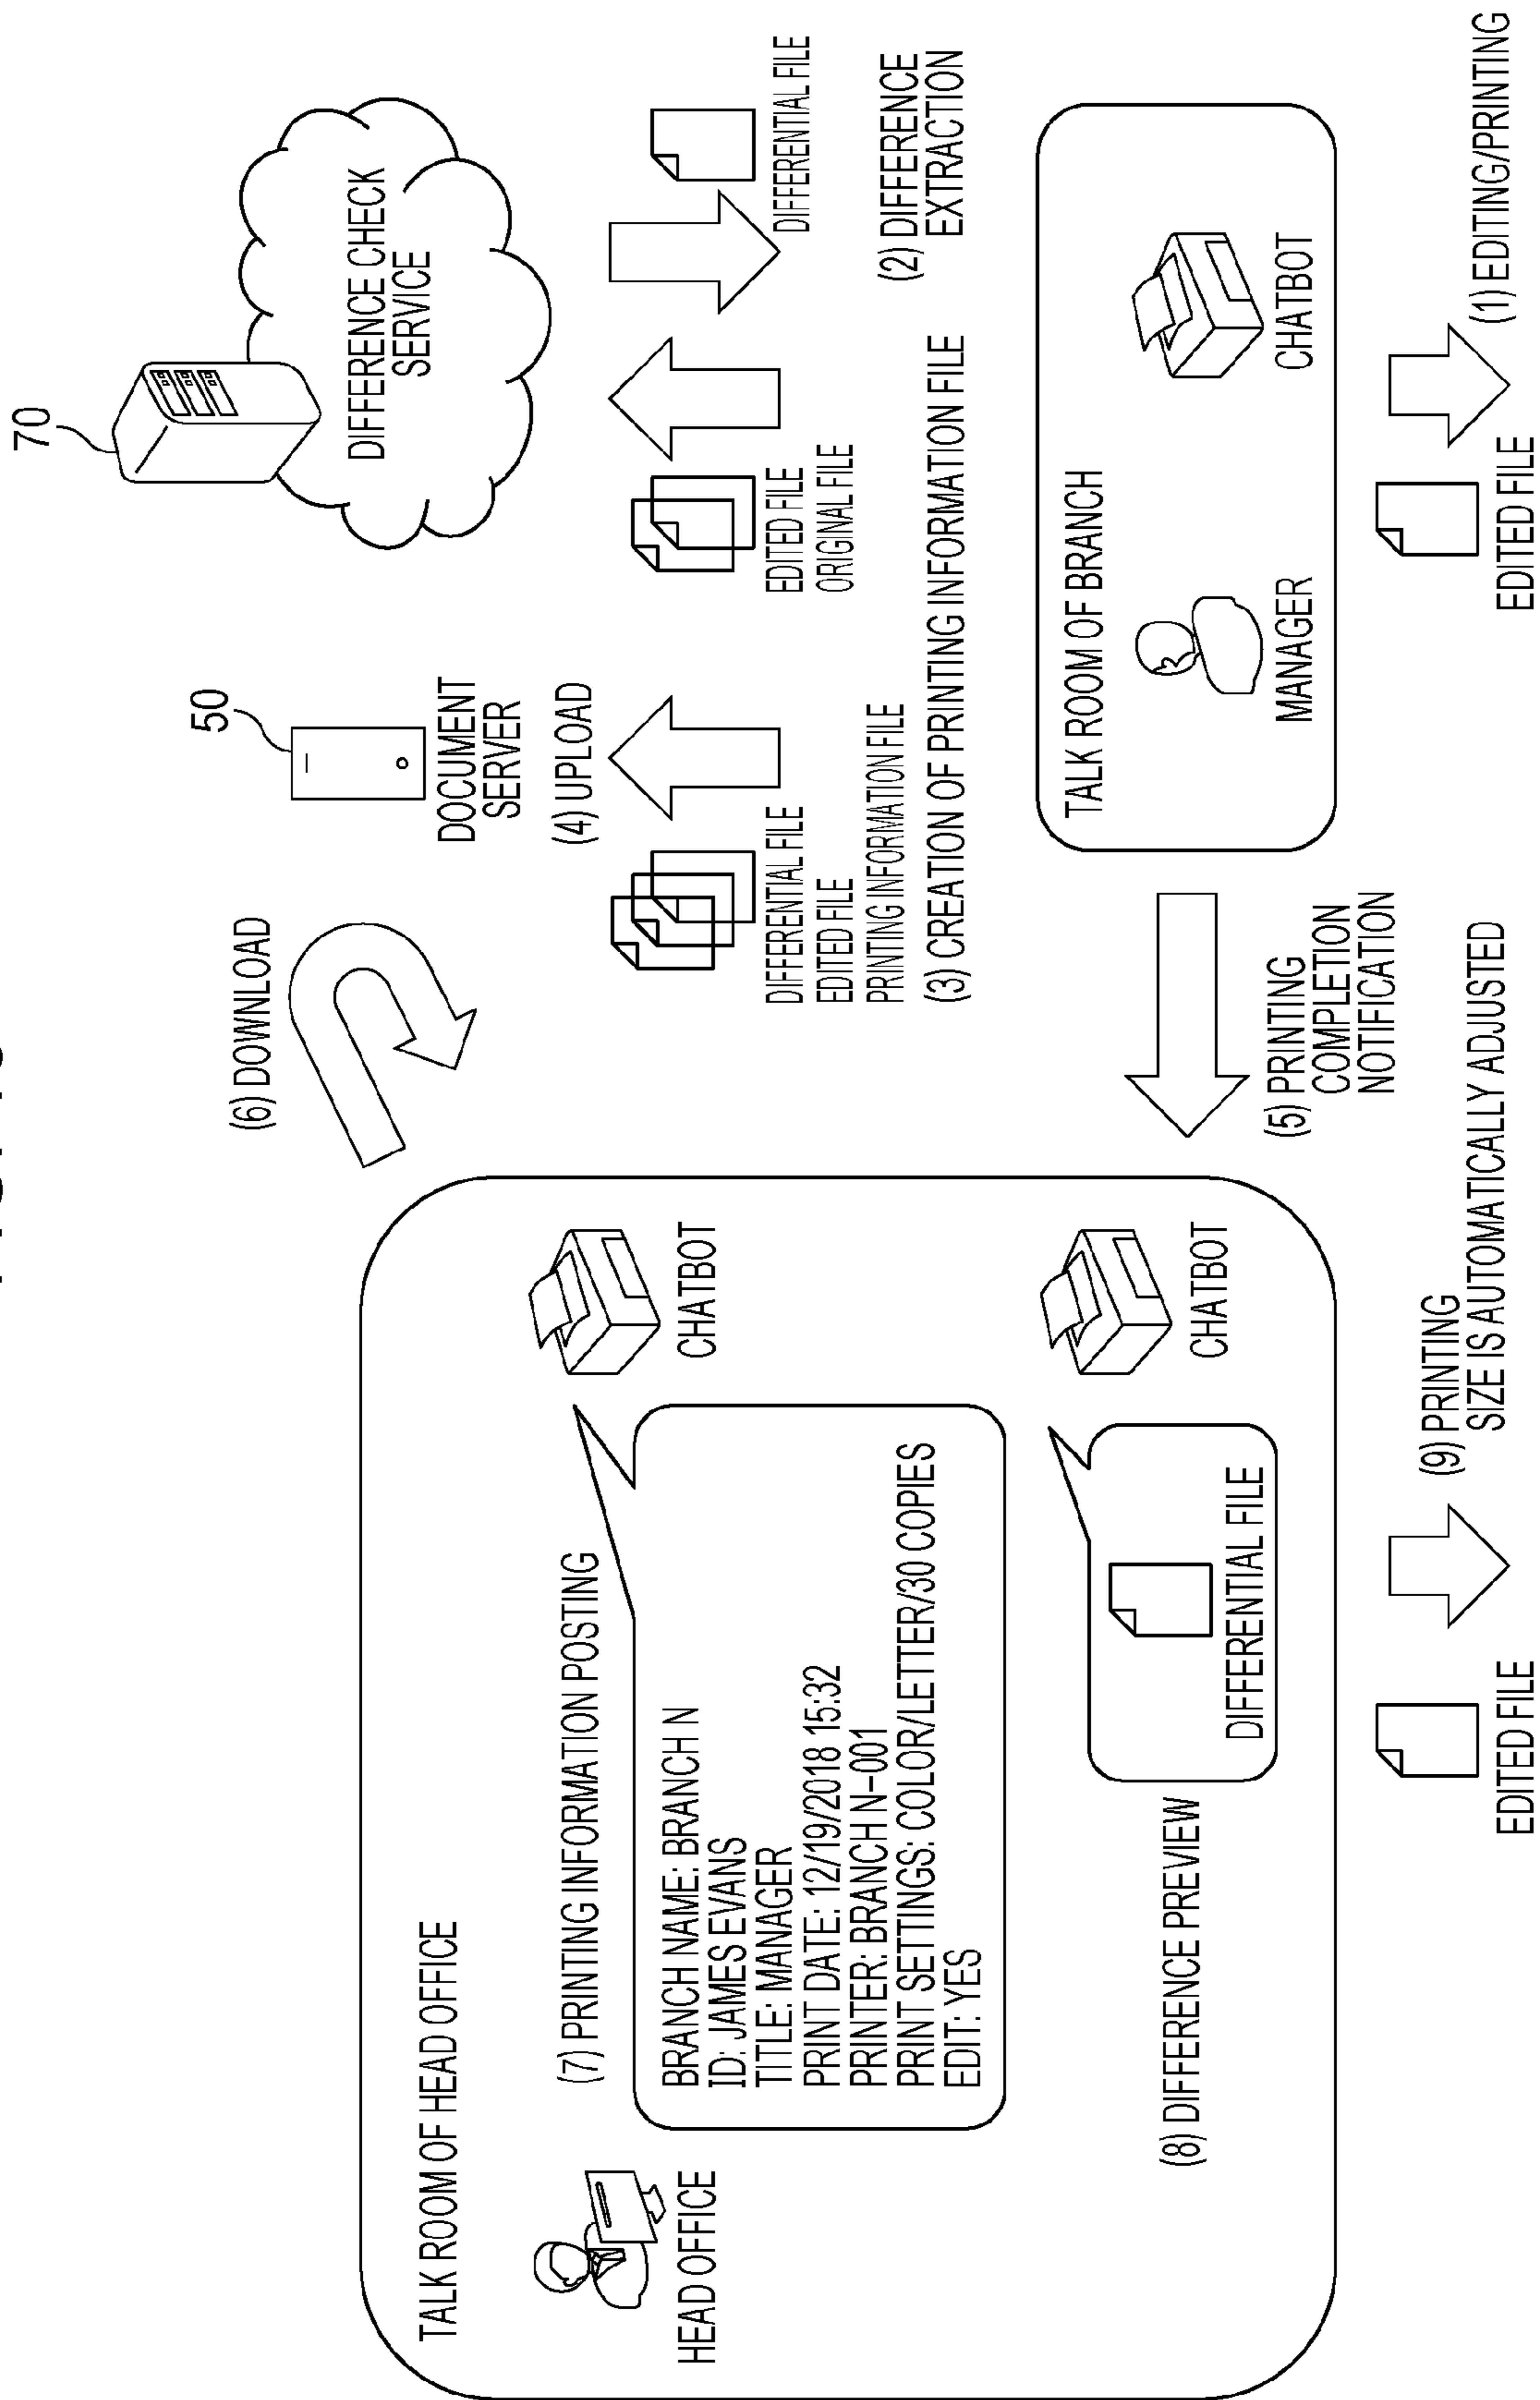 70
DIFFERENCE CHECK
SERVICE
50
DOCUMENT
SERVER
(4) UPLOAD
(6) DOWNLOAD
DIFFERENTIAL FILE
EDITED FILE
PRINTING INFORMATION FILE
EDITED FILE
ORIGINAL FILE
DIFFERENTIAL FILE
(2) DIFFERENCE
EXTRACTION
(3) CREATION OF PRINTING INFORMATION FILE
TALK ROOM OF HEAD OFFICE
HEAD OFFICE
(7) PRINTING INFORMATION POSTING
BRANCH NAME: BRANCH N
ID: JAMES EVANS
TITLE: MANAGER
PRINT DATE: 12/19/2018 15:32
PRINTER: BRANCH N-001
PRINT SETTINGS: COLOR/LETTER/30 COPIES
EDIT: YES
CHATBOT
(8) DIFFERENCE PREVIEW
DIFFERENTIAL FILE
CHATBOT
(5) PRINTING
COMPLETION
NOTIFICATION
TALK ROOM OF BRANCH
MANAGER
CHATBOT
EDITED FILE
(9) PRINTING
SIZE IS AUTOMATICALLY ADJUSTED
EDITED FILE
(1) EDITING/PRINTING